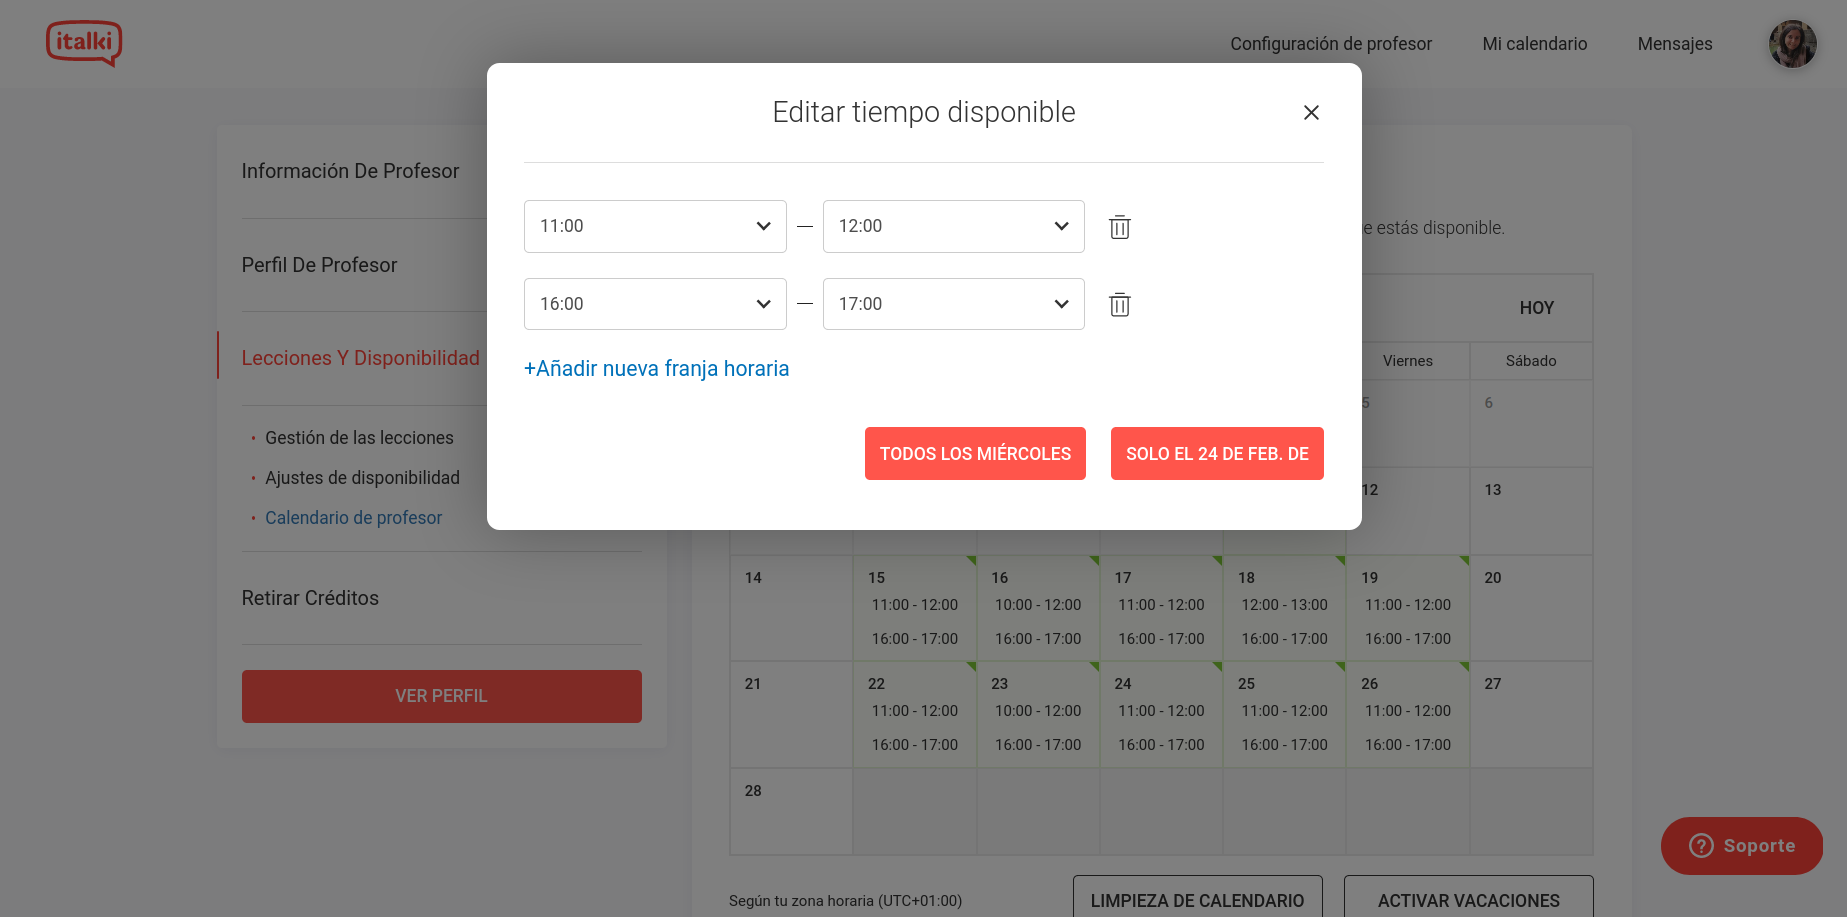 italki
Configuración de profesor
Mi calendario
Mensajes
Editar tiempo disponible
Información De Profesor
Perfil De Profesor
Lecciones Y Disponibilidad
Gestión de las lecciones
Ajustes de disponibilidad
Calendario de profesor
Retirar Créditos
VER PERFIL
11:00 — 12:00
16:00 — 17:00
+Añadir nueva franja horaria
TODOS LOS MIÉRCOLES
SOLO EL 24 DE FEB. DE
e estás disponible.
HOY
Viernes Sábado
5 6
12 13
14 15 16 17 18 19 20
11:00 - 12:00 10:00 - 12:00 11:00 - 12:00 12:00 - 13:00 11:00 - 12:00
16:00 - 17:00 16:00 - 17:00 16:00 - 17:00 16:00 - 17:00 16:00 - 17:00
21 22 23 24 25 26 27
11:00 - 12:00 10:00 - 12:00 11:00 - 12:00 11:00 - 12:00 11:00 - 12:00
16:00 - 17:00 16:00 - 17:00 16:00 - 17:00 16:00 - 17:00 16:00 - 17:00
28
Según tu zona horaria (UTC+01:00)
LIMPIEZA DE CALENDARIO
ACTIVAR VACACIONES
Soporte